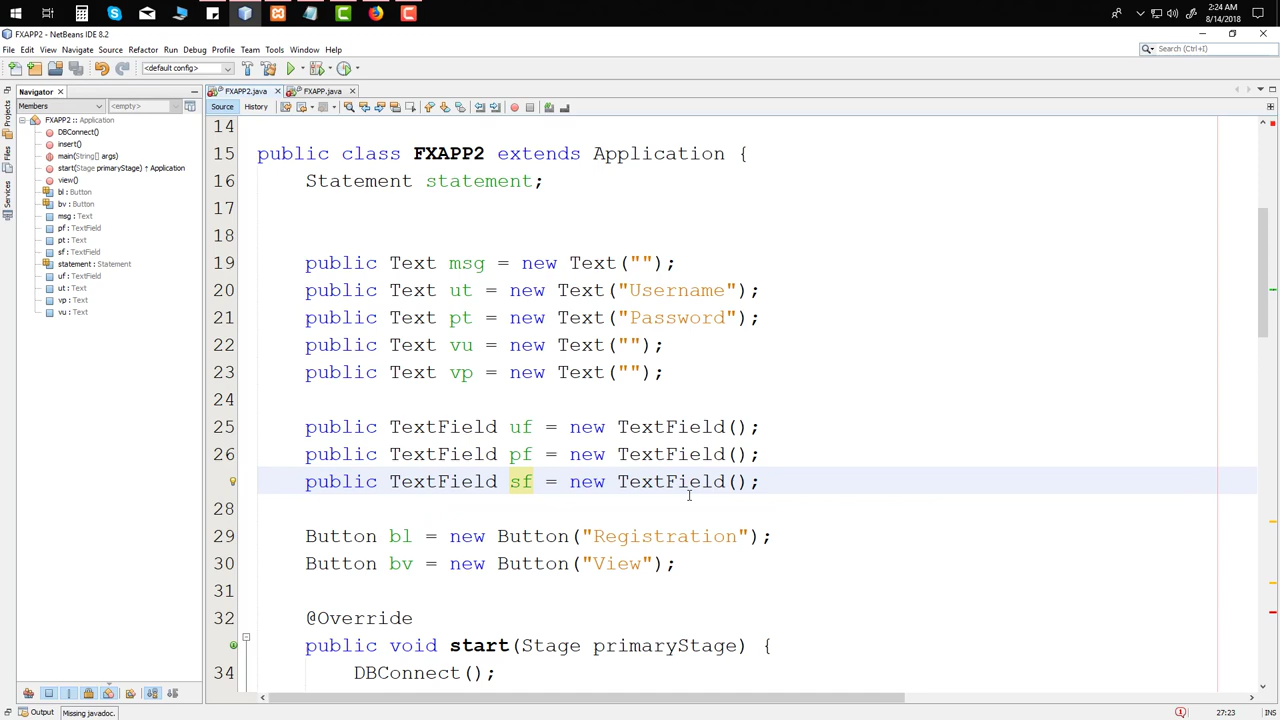 2:24 AM
8/14/2018
FXAPP2 - NetBeans IDE 8.2
File Edit View Navigate Source Refactor Run Debug Profile Team Tools Window Help
Search (Ctrl+I)
<default config>
Navigator
FXAPP2.java FXAPP.java
Members <empty>
Source History
FXAPP2 :: Application
DBConnect()
insert()
main(String[] args)
start(Stage primaryStage) ↑ Application
view()
bl : Button
bv : Button
msg : Text
pf : TextField
pt : Text
sf : TextField
statement : Statement
uf : TextField
ut : Text
vp : Text
vu : Text
Projects
Files
Services
14
15 public class FXAPP2 extends Application {
16 Statement statement;
17
18
19 public Text msg = new Text("");
20 public Text ut = new Text("Username");
21 public Text pt = new Text("Password");
22 public Text vu = new Text("");
23 public Text vp = new Text("");
24
25 public TextField uf = new TextField();
26 public TextField pf = new TextField();
public TextField sf = new TextField();
28
29 Button bl = new Button("Registration");
30 Button bv = new Button("View");
31
32 @Override
public void start(Stage primaryStage) {
34 DBConnect();
Output Missing javadoc. 27:23 INS